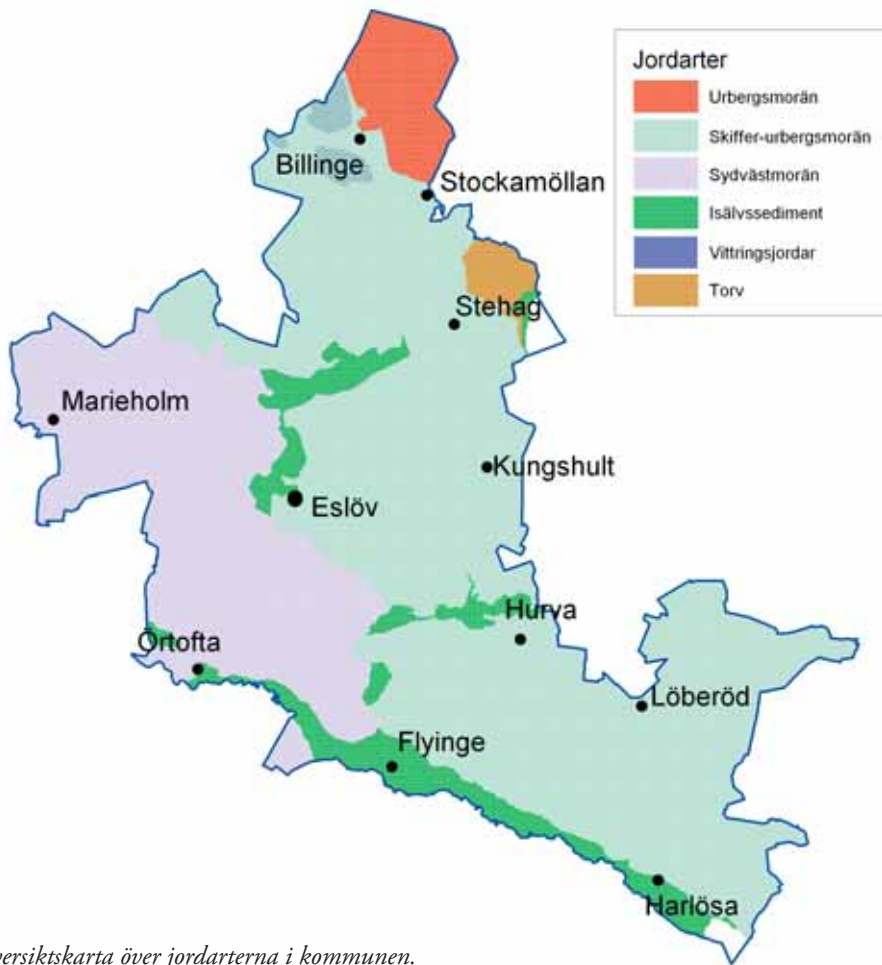 Jordarter
Urbergsmorän
Skiffer-urbergsmorän
Sydvästmorän
Isälvssediment
Vittringsjordar
Torv
Billinge
Stockamöllan
Stehag
Marieholm
Kungshult
Eslöv
Hurva
Örtofta
Löberöd
Flyinge
Harlösa
versiktskarta över jordarterna i kommunen.